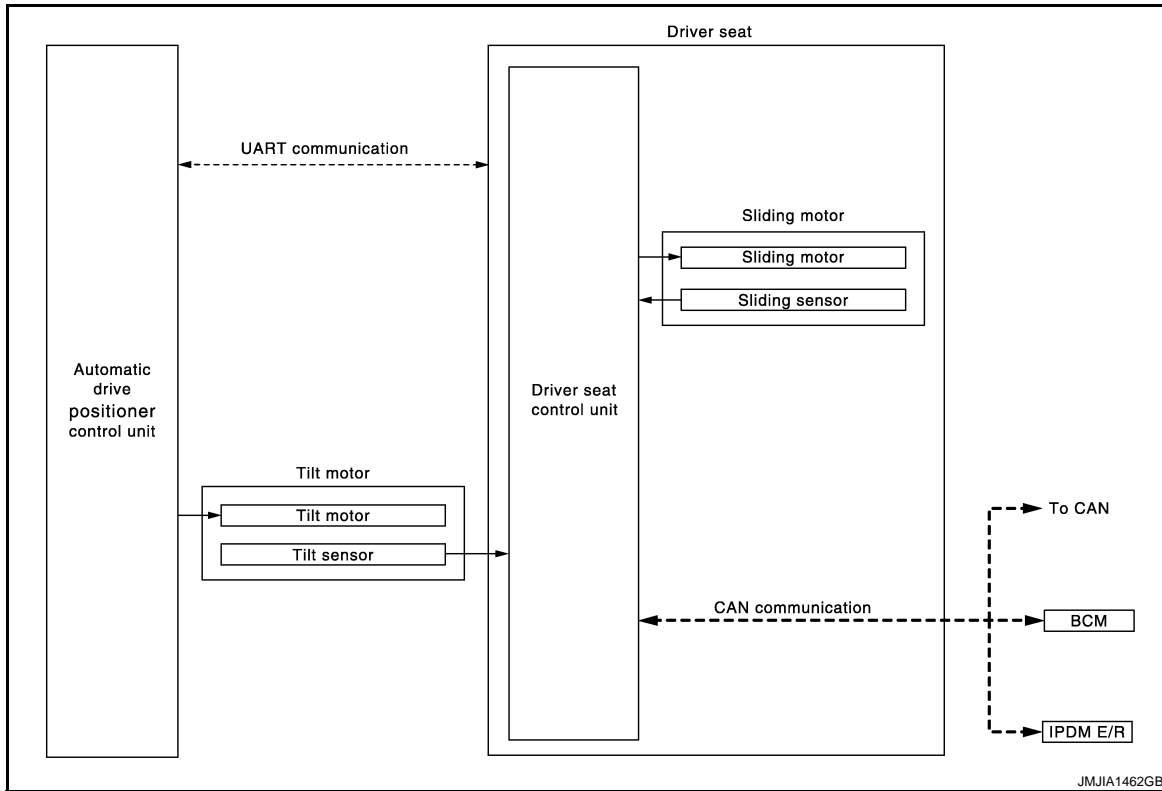 Driver seat
UART communication
Sliding motor
Sliding motor
Sliding sensor
Automatic
drive
positioner
control unit
Driver seat
control unit
Tilt motor
Tilt motor
Tilt sensor
To CAN
CAN communication
BCM
IPDM E/R
JMJIA1462GB